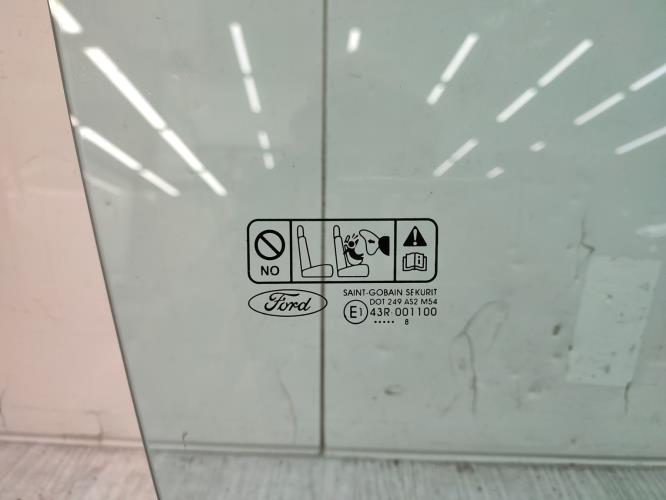 NO
Ford
SAINT-GOBAIN SEKURIT
DOT 249 AS2 M54
E1 43R-001100
..... 8